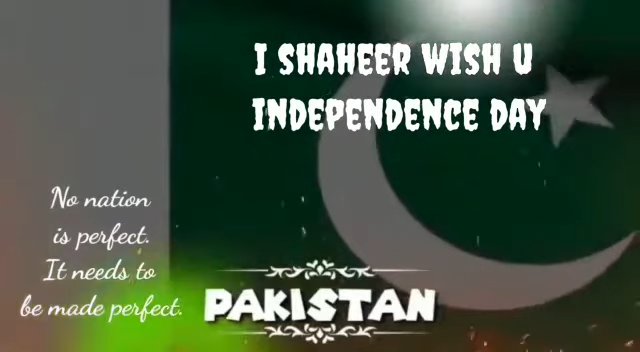 I SHAHEER WISH U
INDEPENDENCE DAY
No nation
is perfect.
It needs to
be made perfect.
PAKISTAN